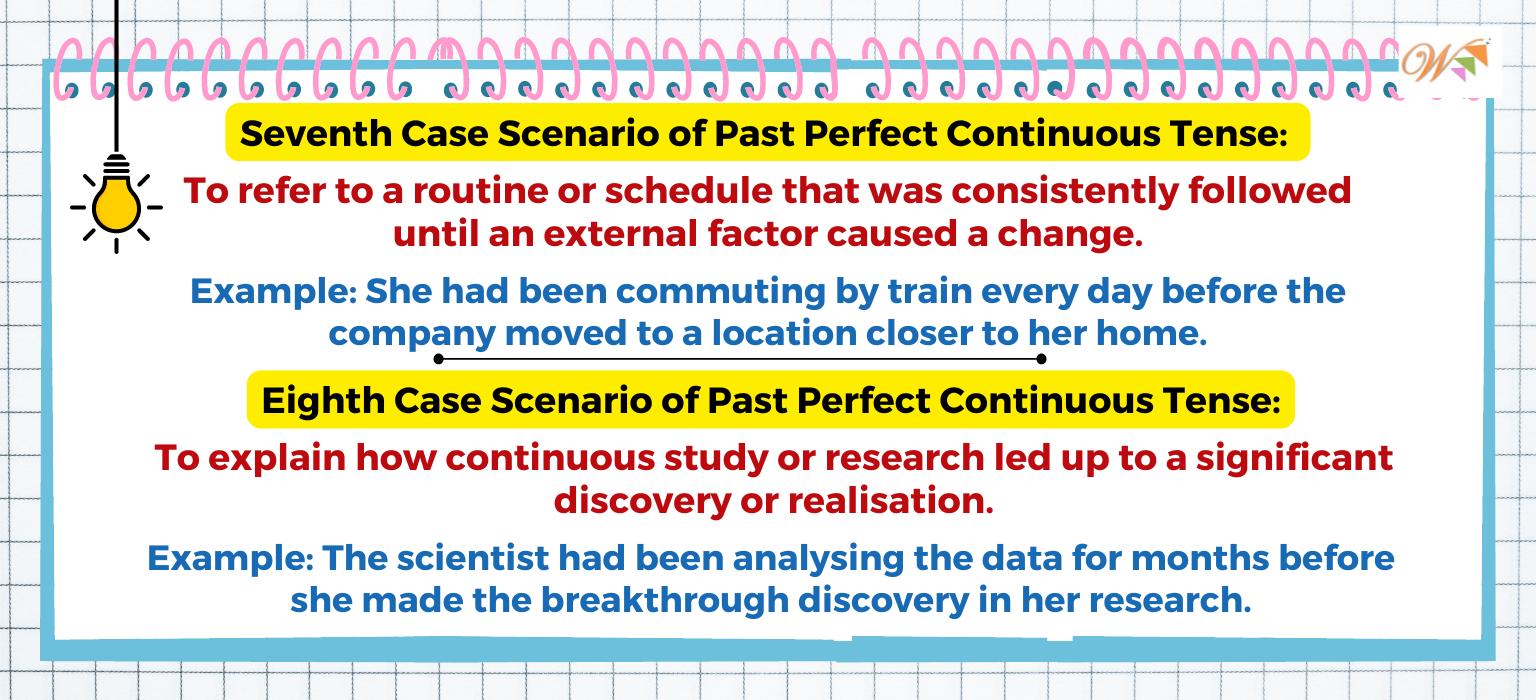 W
Seventh Case Scenario of Past Perfect Continuous Tense:
To refer to a routine or schedule that was consistently followed
until an external factor caused a change.
Example: She had been commuting by train every day before the
company moved to a location closer to her home.
Eighth Case Scenario of Past Perfect Continuous Tense:
To explain how continuous study or research led up to a significant
discovery or realisation.
Example: The scientist had been analysing the data for months before
she made the breakthrough discovery in her research.